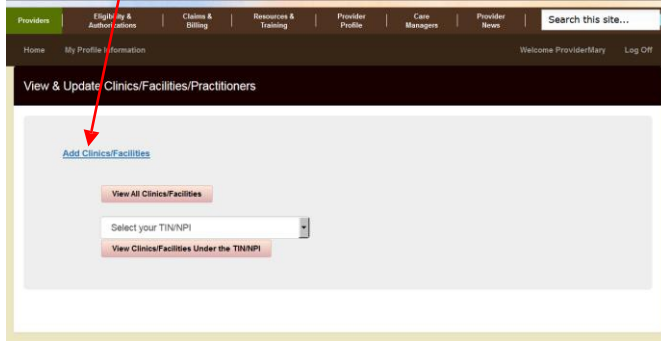 Providers
Eligibility & Authorizations
Claims & Billing
Resources & Training
Provider Profile
Care Managers
Provider News
Search this site...
Home My Profile Information Welcome ProviderMary Log Off
View & Update Clinics/Facilities/Practitioners
Add Clinics/Facilities
View All Clinics/Facilities
Select your TIN/NPI
View Clinics/Facilities Under the TIN/NPI